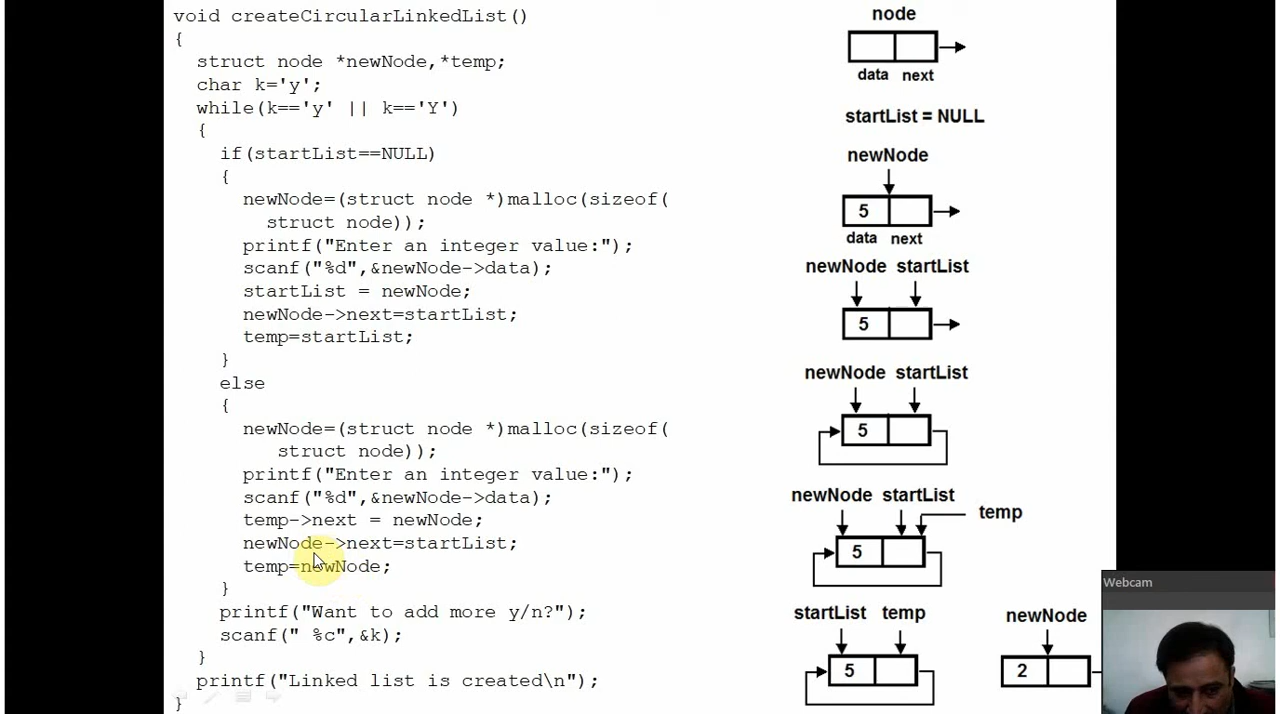 void createCircularLinkedList()
{
struct node *newNode,*temp;
char k='y';
while(k=='y' || k=='Y')
{
if(startList==NULL)
{
newNode=(struct node *)malloc(sizeof(
struct node));
printf("Enter an integer value:");
scanf("%d",&newNode->data);
startList = newNode;
newNode->next=startList;
temp=startList;
}
else
{
newNode=(struct node *)malloc(sizeof(
struct node));
printf("Enter an integer value:");
scanf("%d",&newNode->data);
temp->next = newNode;
newNode->next=startList;
temp=newNode;
}
printf("Want to add more y/n?");
scanf(" %c",&k);
}
printf("Linked list is created\n");
}
node
data next
startList = NULL
newNode
5
data next
newNode startList
5
newNode startList
5
newNode startList
temp
5
startList temp
newNode
5
2
Webcam